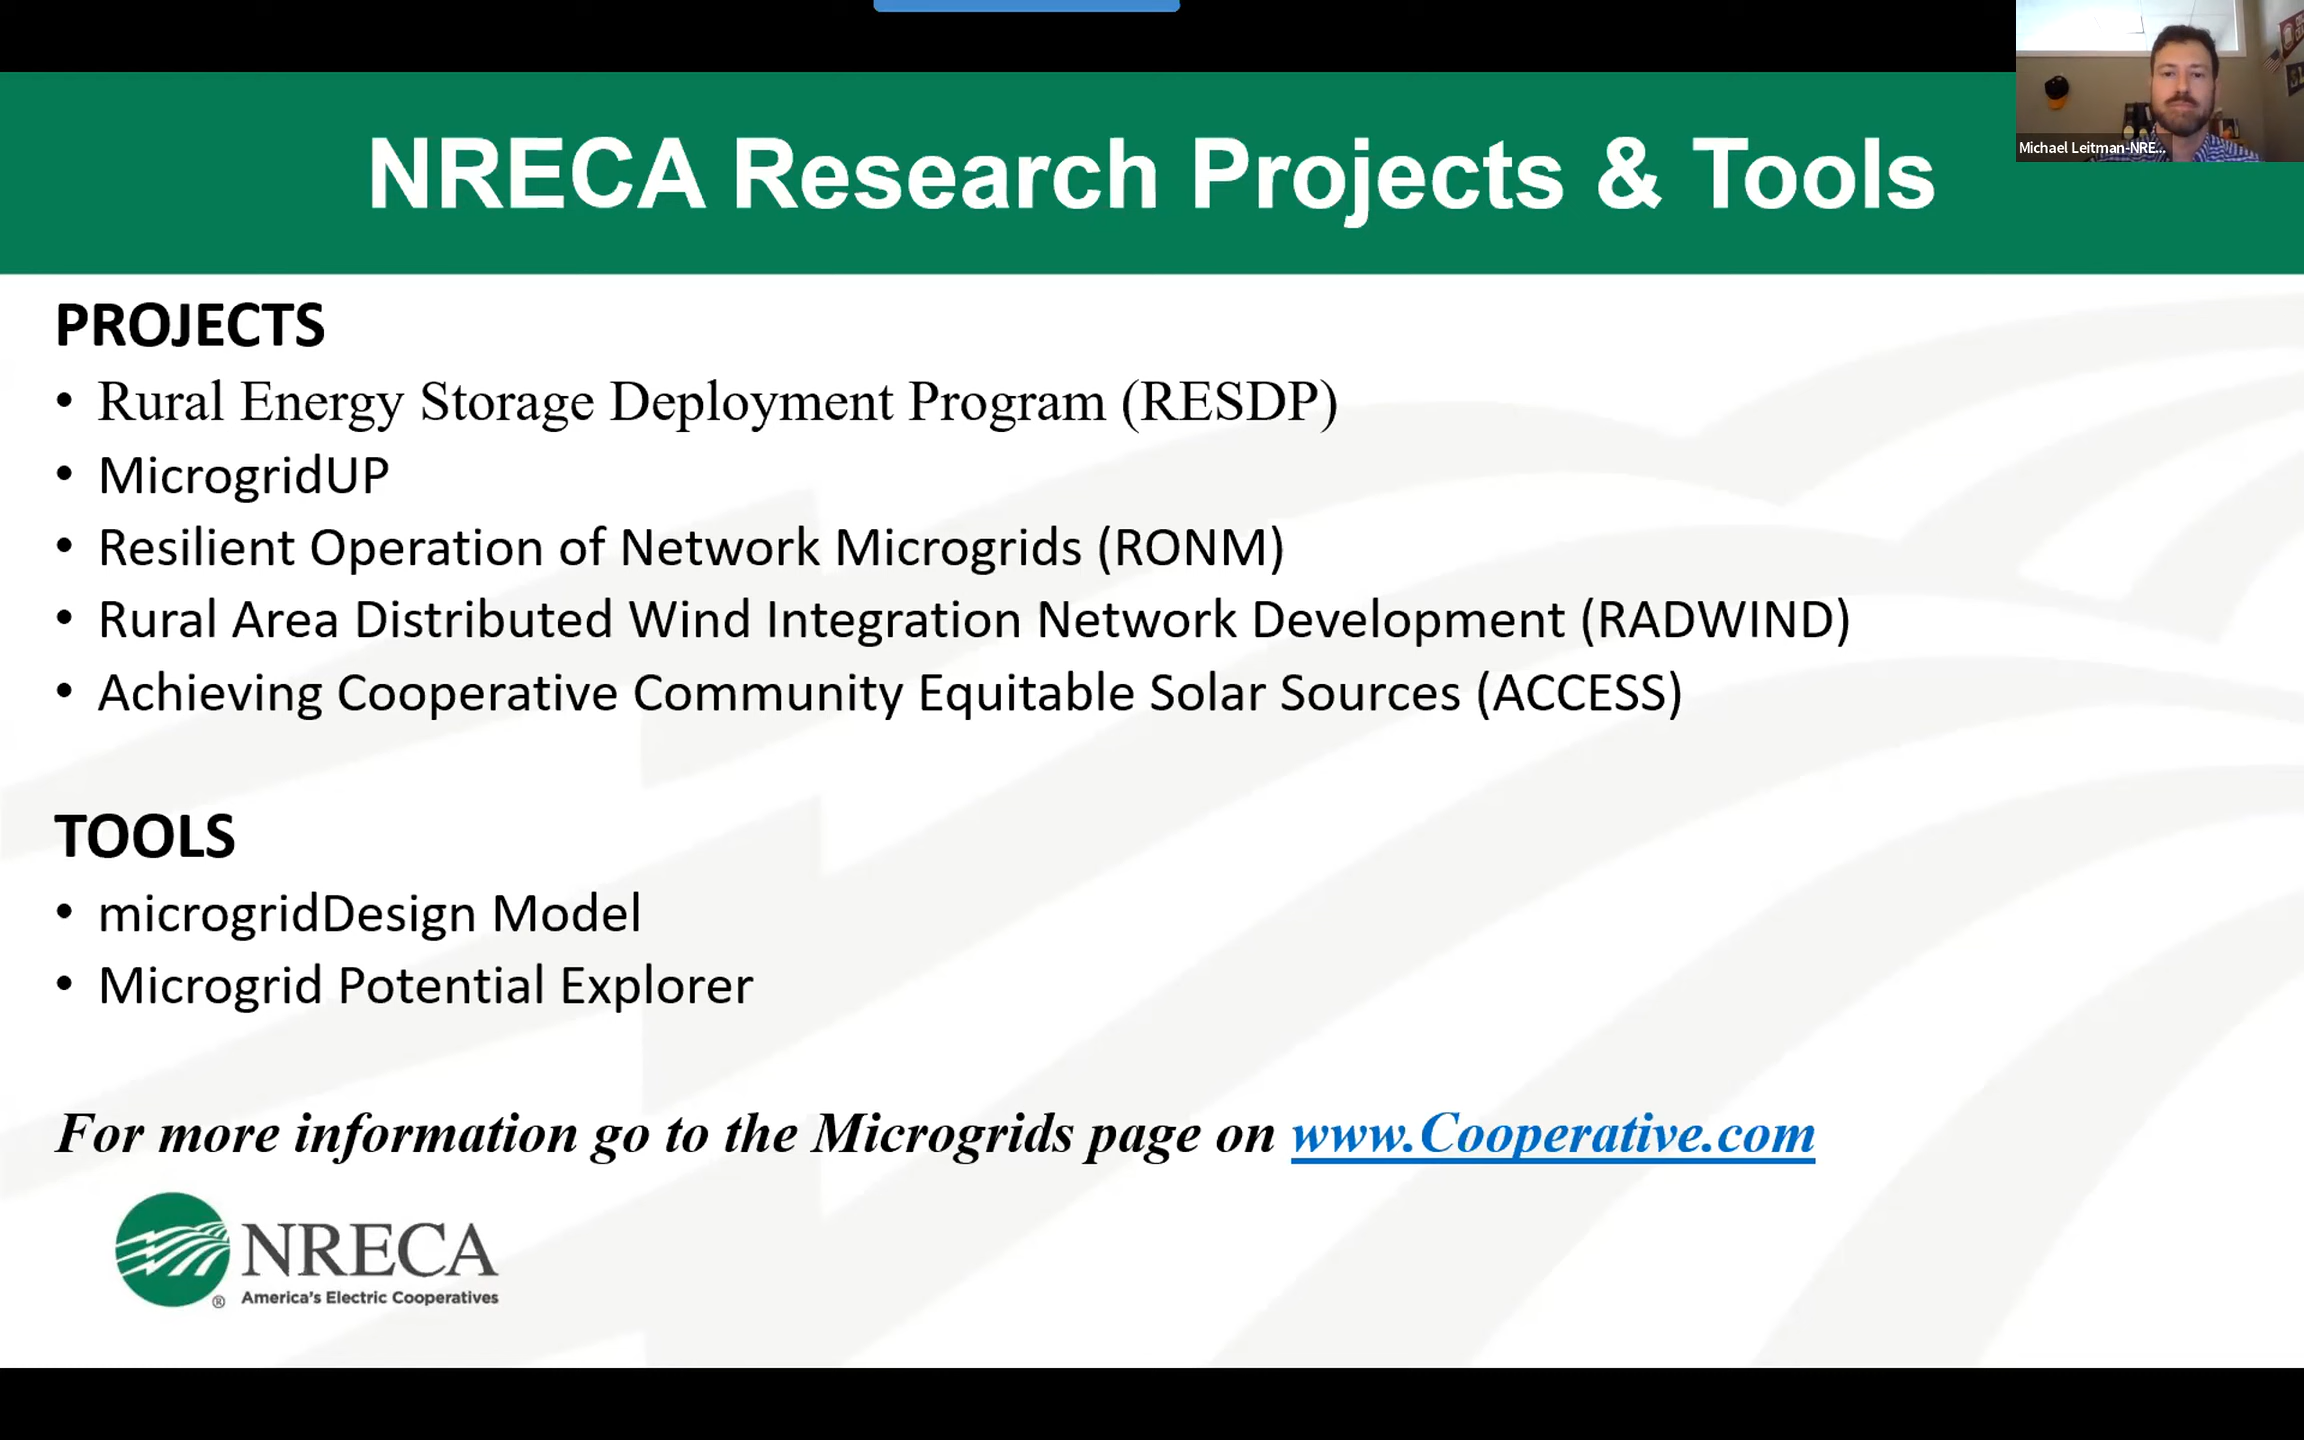 NRECA Research Projects & Tools
Michael Leitman-NRE...
PROJECTS
• Rural Energy Storage Deployment Program (RESDP)
• MicrogridUP
• Resilient Operation of Network Microgrids (RONM)
• Rural Area Distributed Wind Integration Network Development (RADWIND)
• Achieving Cooperative Community Equitable Solar Sources (ACCESS)
TOOLS
• microgridDesign Model
• Microgrid Potential Explorer
For more information go to the Microgrids page on www.Cooperative.com
NRECA
® America's Electric Cooperatives